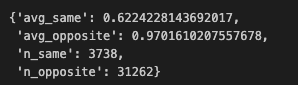 {'avg_same': 0.6224228143692017,
'avg_opposite': 0.9701610207557678,
'n_same': 3738,
'n_opposite': 31262}